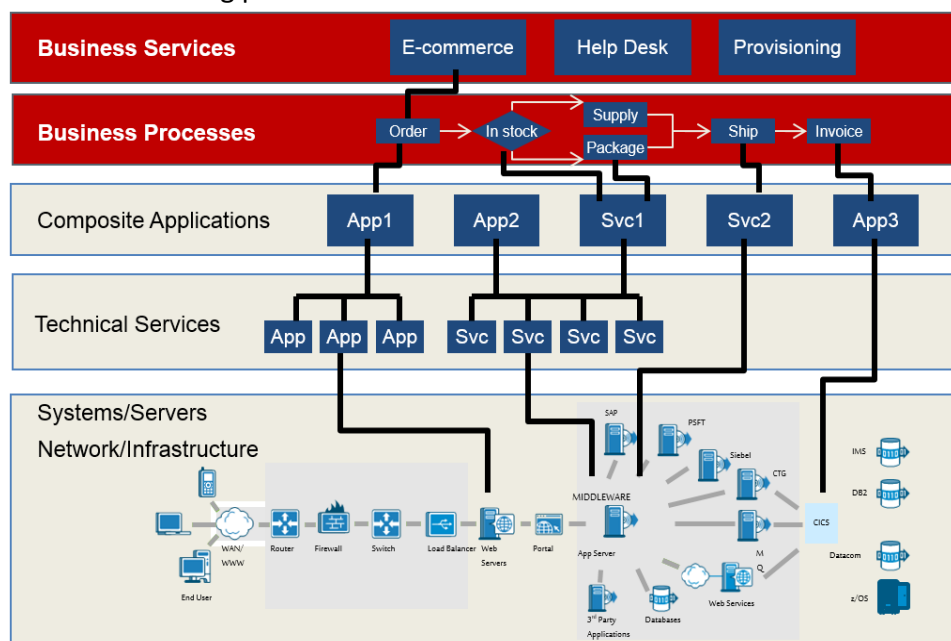 Business Services
E-commerce
Help Desk
Provisioning
Business Processes
Order
In stock
Supply
Package
Ship
Invoice
Composite Applications
App1
App2
Svc1
Svc2
App3
Technical Services
App
App
App
Svc
Svc
Svc
Svc
Systems/Servers
Network/Infrastructure
SAP
PSFT
Siebel
CTG
IMS
DB2
MIDDLEWARE
CICS
WAN/
WWW
Router
Firewall
Switch
Load Balancer
Web
Servers
Portal
App Server
M
Q
Datacom
End User
3rd Party
Applications
Databases
Web Services
z/OS